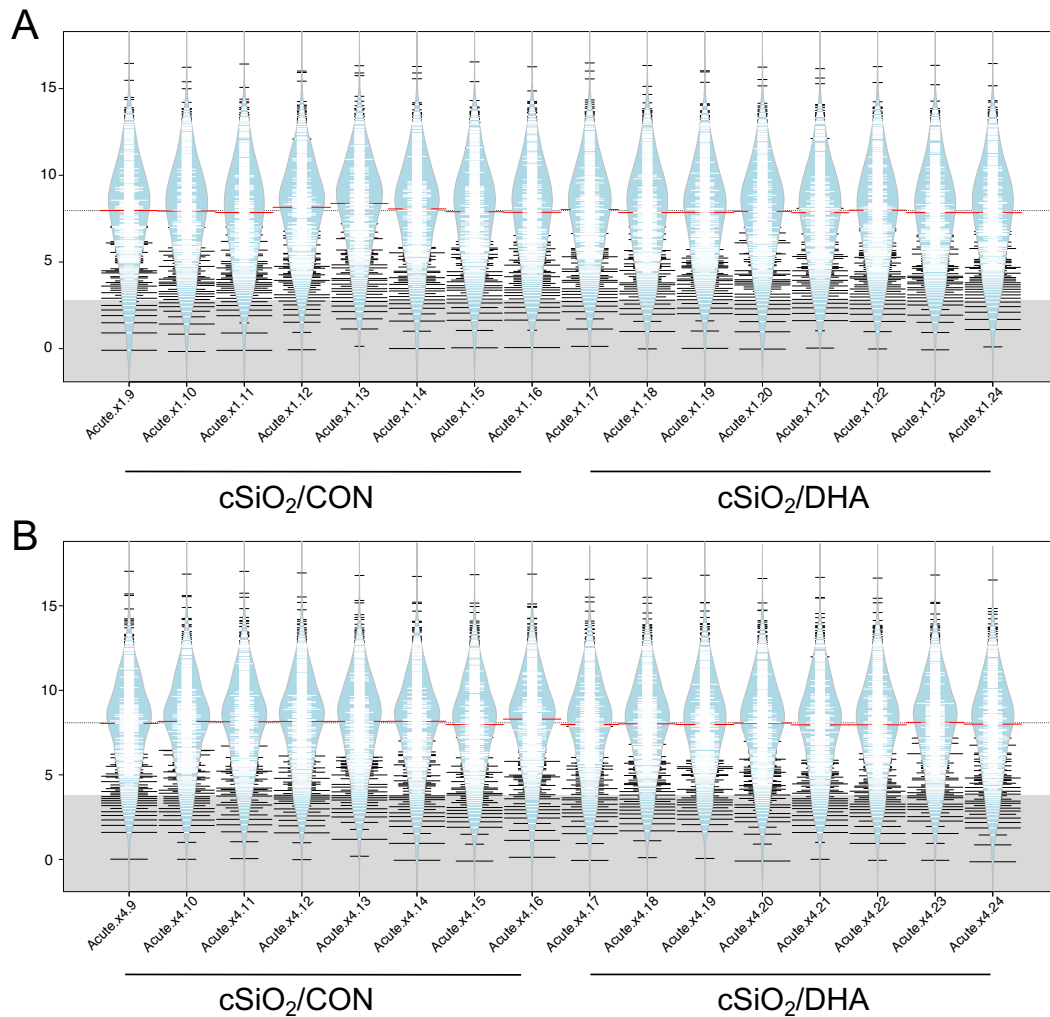 A
15
10
5
0
Acute.x1.9 Acute.x1.10 Acute.x1.11 Acute.x1.12 Acute.x1.13 Acute.x1.14 Acute.x1.15 Acute.x1.16 Acute.x1.17 Acute.x1.18 Acute.x1.19 Acute.x1.20 Acute.x1.21 Acute.x1.22 Acute.x1.23 Acute.x1.24
cSiO₂/CON cSiO₂/DHA
B
15
10
5
0
Acute.x4.9 Acute.x4.10 Acute.x4.11 Acute.x4.12 Acute.x4.13 Acute.x4.14 Acute.x4.15 Acute.x4.16 Acute.x4.17 Acute.x4.18 Acute.x4.19 Acute.x4.20 Acute.x4.21 Acute.x4.22 Acute.x4.23 Acute.x4.24
cSiO₂/CON cSiO₂/DHA